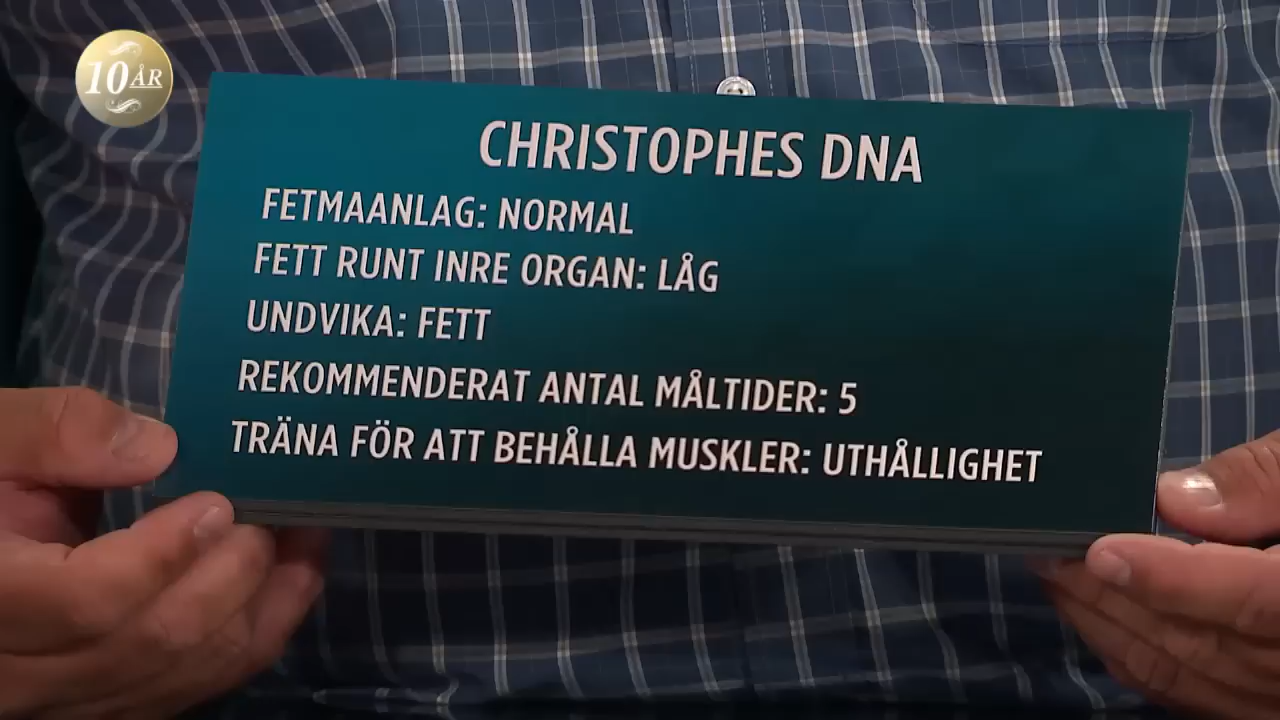 10 ÅR
CHRISTOPHES DNA
FETMAANLAG: NORMAL
FETT RUNT INRE ORGAN: LÅG
UNDVIKA: FETT
REKOMMENDERAT ANTAL MÅLTIDER: 5
TRÄNA FÖR ATT BEHÅLLA MUSKLER: UTHÅLLIGHET